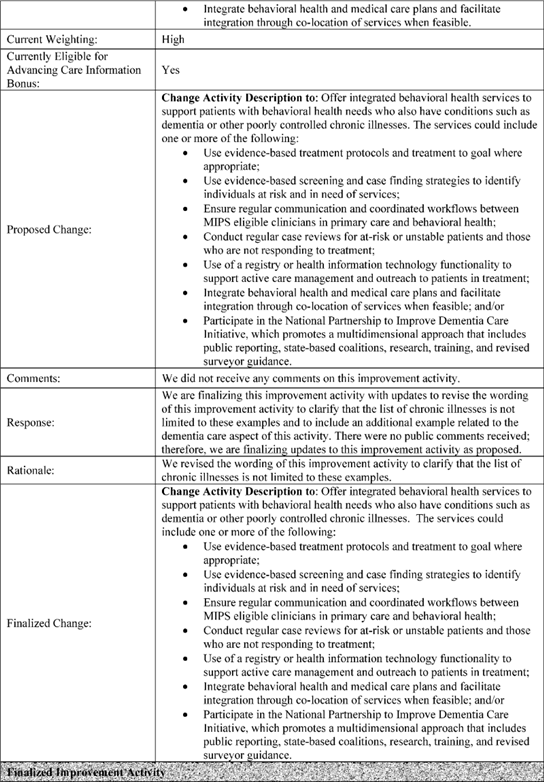 • Integrate behavioral health and medical care plans and facilitate
integration through co-location of services when feasible.
Current Weighting:
High
Currently Eligible for
Advancing Care Information
Bonus:
Yes
Proposed Change:
Change Activity Description to: Offer integrated behavioral health services to
support patients with behavioral health needs who also have conditions such as
dementia or other poorly controlled chronic illnesses. The services could include
one or more of the following:
• Use evidence-based treatment protocols and treatment to goal where
appropriate;
• Use evidence-based screening and case finding strategies to identify
individuals at risk and in need of services;
• Ensure regular communication and coordinated workflows between
MIPS eligible clinicians in primary care and behavioral health;
• Conduct regular case reviews for at-risk or unstable patients and those
who are not responding to treatment;
• Use of a registry or health information technology functionality to
support active care management and outreach to patients in treatment;
• Integrate behavioral health and medical care plans and facilitate
integration through co-location of services when feasible; and/or
• Participate in the National Partnership to Improve Dementia Care
Initiative, which promotes a multidimensional approach that includes
public reporting, state-based coalitions, research, training, and revised
surveyor guidance.
Comments:
We did not receive any comments on this improvement activity.
Response:
We are finalizing this improvement activity with updates to revise the wording
of this improvement activity to clarify that the list of chronic illnesses is not
limited to these examples and to include an additional example related to the
dementia care aspect of this activity. There were no public comments received;
therefore, we are finalizing updates to this improvement activity as proposed.
Rationale:
We revised the wording of this improvement activity to clarify that the list of
chronic illnesses is not limited to these examples.
Finalized Change:
Change Activity Description to: Offer integrated behavioral health services to
support patients with behavioral health needs who also have conditions such as
dementia or other poorly controlled chronic illnesses. The services could
include one or more of the following:
• Use evidence-based treatment protocols and treatment to goal where
appropriate;
• Use evidence-based screening and case finding strategies to identify
individuals at risk and in need of services;
• Ensure regular communication and coordinated workflows between
MIPS eligible clinicians in primary care and behavioral health;
• Conduct regular case reviews for at-risk or unstable patients and those
who are not responding to treatment;
• Use of a registry or health information technology functionality to
support active care management and outreach to patients in treatment;
• Integrate behavioral health and medical care plans and facilitate
integration through co-location of services when feasible; and/or
• Participate in the National Partnership to Improve Dementia Care
Initiative, which promotes a multidimensional approach that includes
public reporting, state-based coalitions, research, training, and revised
surveyor guidance.
Finalized Improvement Activity